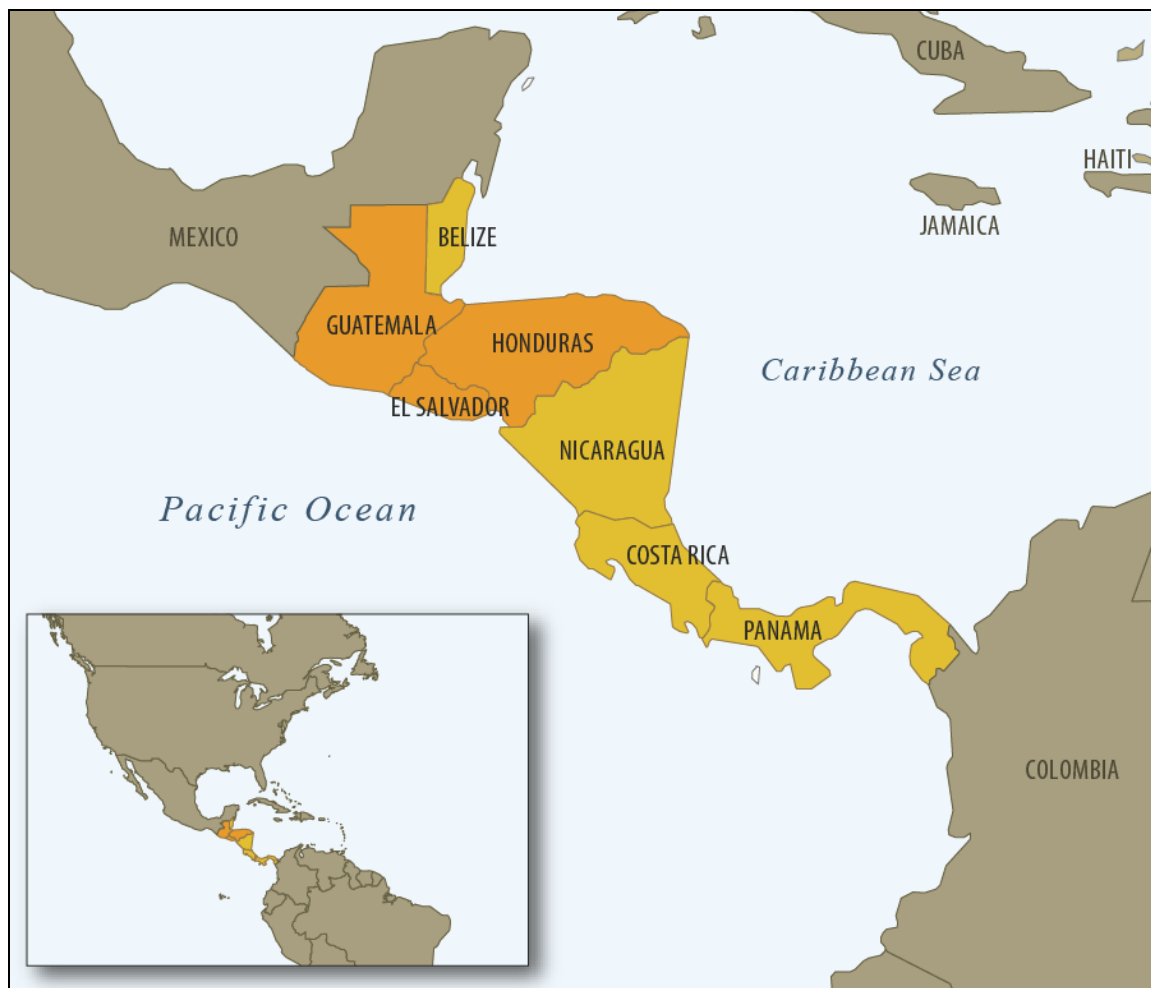 CUBA
HAITI
JAMAICA
MEXICO
BELIZE
GUATEMALA
HONDURAS
Caribbean Sea
EL SALVADOR
NICARAGUA
Pacific Ocean
COSTA RICA
PANAMA
COLOMBIA